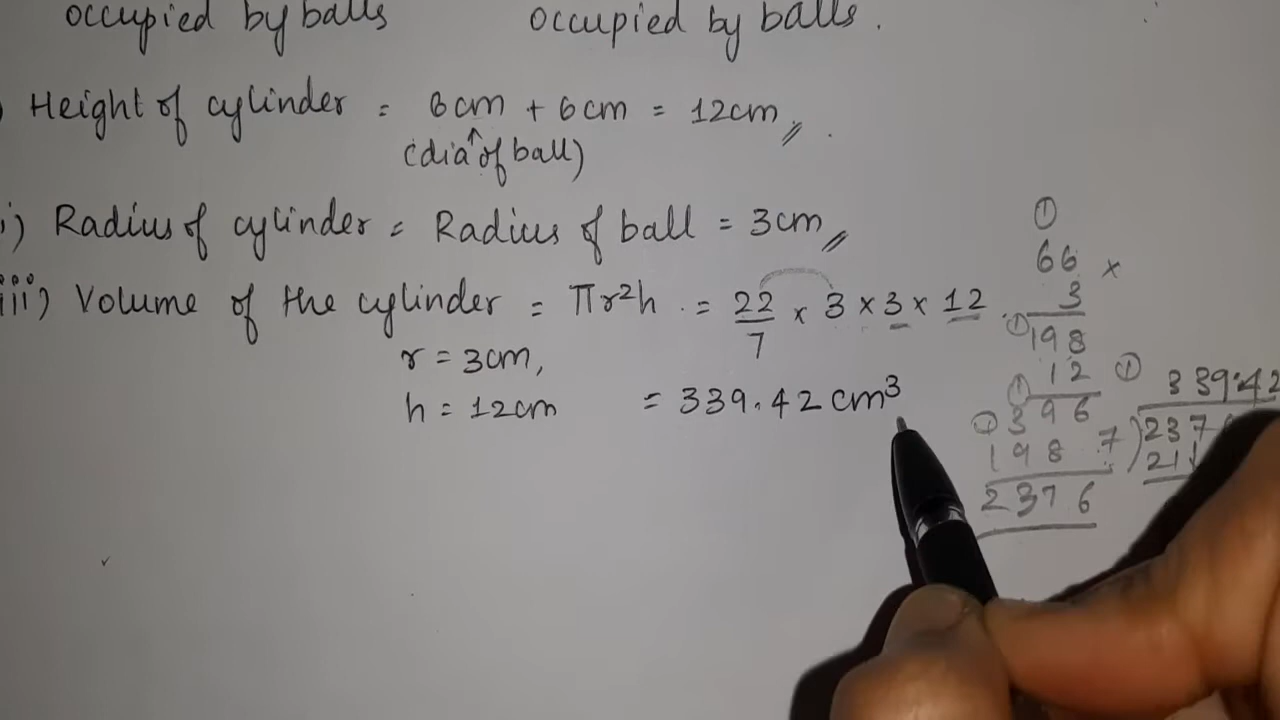 occupied by balls occupied by balls.
) Height of cylinder = 6cm + 6cm = 12cm
(dia of ball)
i) Radius of cylinder = Radius of ball = 3cm
iii) Volume of the cylinder = πr²h = 22/7 × 3 × 3 × 12
r = 3cm,
h = 12cm = 339.42 cm³
1
66 ×
3
1 198
1 12 1
1 396
198
2376
339.42
7)237
21